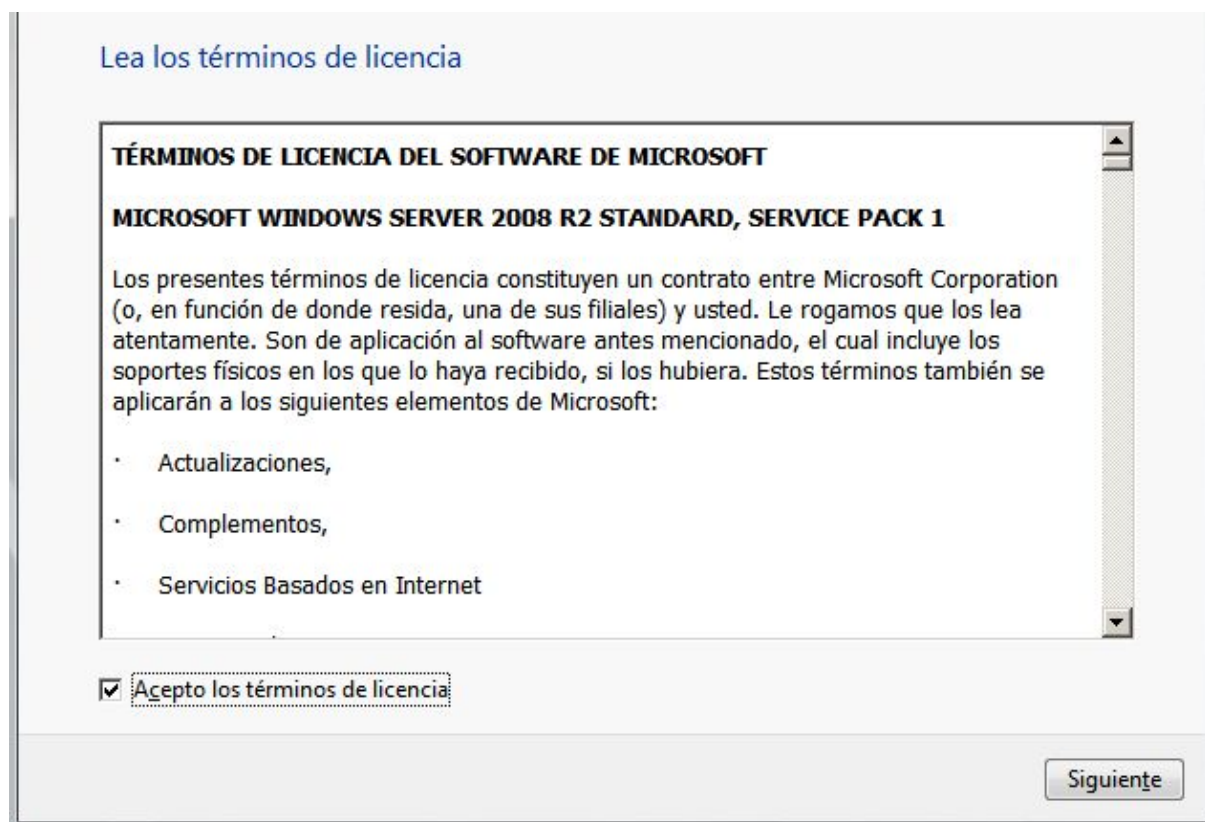 Lea los términos de licencia
TÉRMINOS DE LICENCIA DEL SOFTWARE DE MICROSOFT
MICROSOFT WINDOWS SERVER 2008 R2 STANDARD, SERVICE PACK 1
Los presentes términos de licencia constituyen un contrato entre Microsoft Corporation
(o, en función de donde resida, una de sus filiales) y usted. Le rogamos que los lea
atentamente. Son de aplicación al software antes mencionado, el cual incluye los
soportes físicos en los que lo haya recibido, si los hubiera. Estos términos también se
aplicarán a los siguientes elementos de Microsoft:
· Actualizaciones,
· Complementos,
· Servicios Basados en Internet
Acepto los términos de licencia
Siguiente